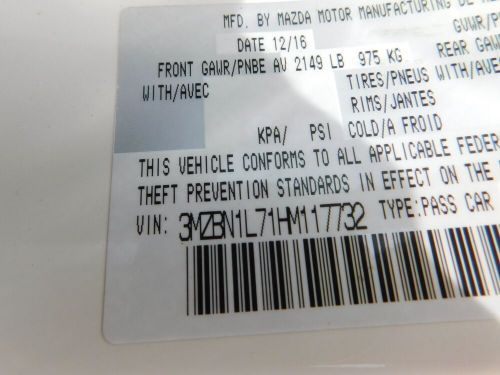 MFD. BY MAZDA MOTOR MANUFACTURING DE
DATE 12/16 GVWR/P
FRONT GAWR/PNBE AV 2149 LB 975 KG REAR GAW
WITH/AVEC TIRES/PNEUS WITH/AVEC
RIMS/JANTES
KPA/ PSI COLD/A FROID
THIS VEHICLE CONFORMS TO ALL APPLICABLE FEDER
THEFT PREVENTION STANDARDS IN EFFECT ON THE
VIN: 3MZBN1L71HM117732 TYPE:PASS CAR